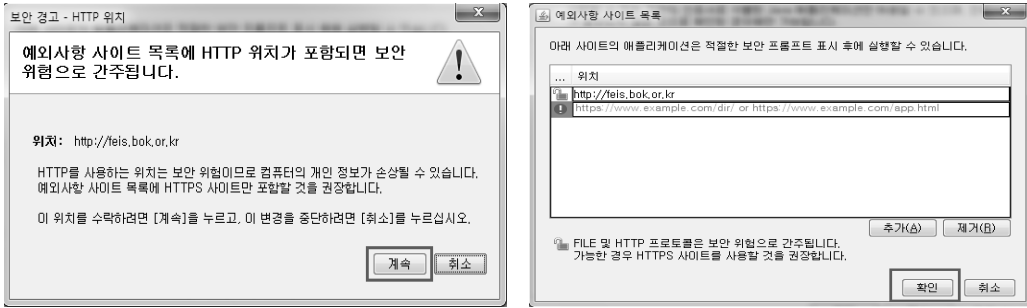 보안 경고 - HTTP 위치
예외사항 사이트 목록에 HTTP 위치가 포함되면 보안
위험으로 간주됩니다.
위치: http://feis.bok.or.kr
HTTP를 사용하는 위치는 보안 위험이므로 컴퓨터의 개인 정보가 손상될 수 있습니다.
예외사항 사이트 목록에 HTTPS 사이트만 포함할 것을 권장합니다.
이 위치를 수락하려면 [계속]을 누르고, 이 변경을 중단하려면 [취소]를 누르십시오.
계속 취소
예외사항 사이트 목록
아래 사이트의 애플리케이션은 적절한 보안 프롬프트 표시 후에 실행할 수 있습니다.
... 위치
http://feis.bok.or.kr
https://www.example.com/dir/ or https://www.example.com/app.html
추가(A) 제거(R)
FILE 및 HTTP 프로토콜은 보안 위험으로 간주됩니다.
가능한 경우 HTTPS 사이트를 사용할 것을 권장합니다.
확인 취소